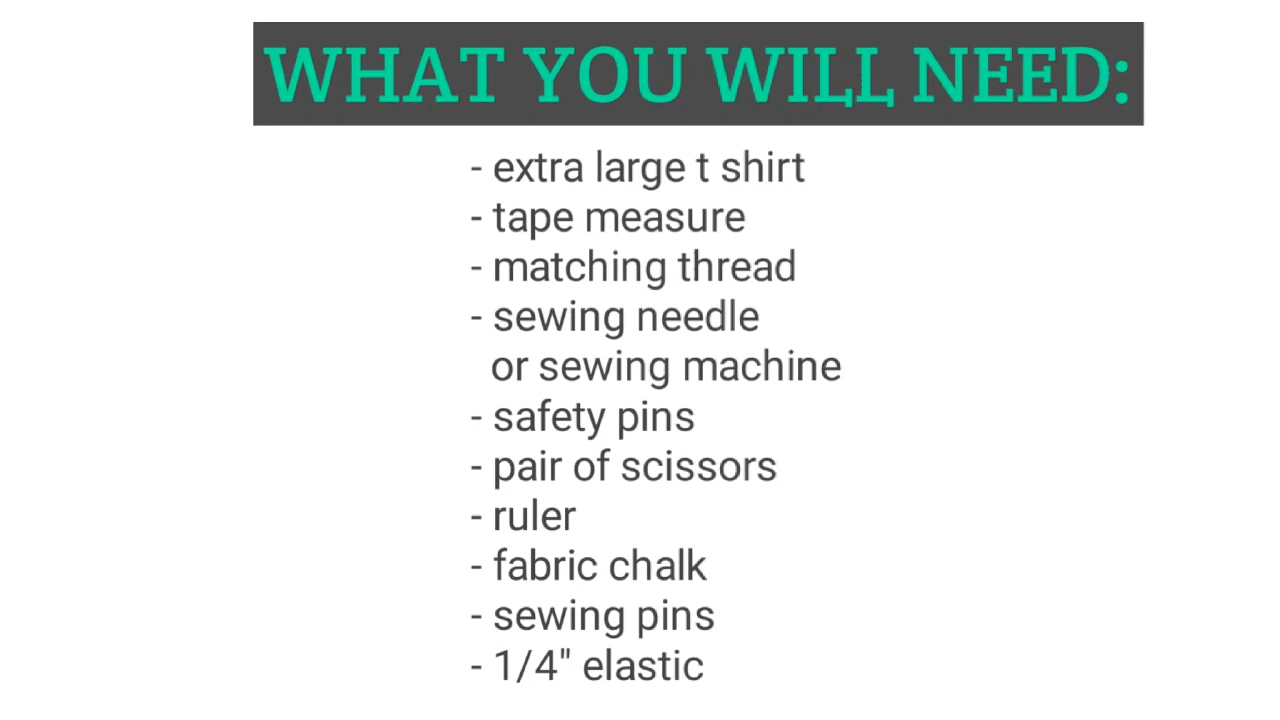 WHAT YOU WILL NEED:
- extra large t shirt
- tape measure
- matching thread
- sewing needle
or sewing machine
- safety pins
- pair of scissors
- ruler
- fabric chalk
- sewing pins
- 1/4" elastic